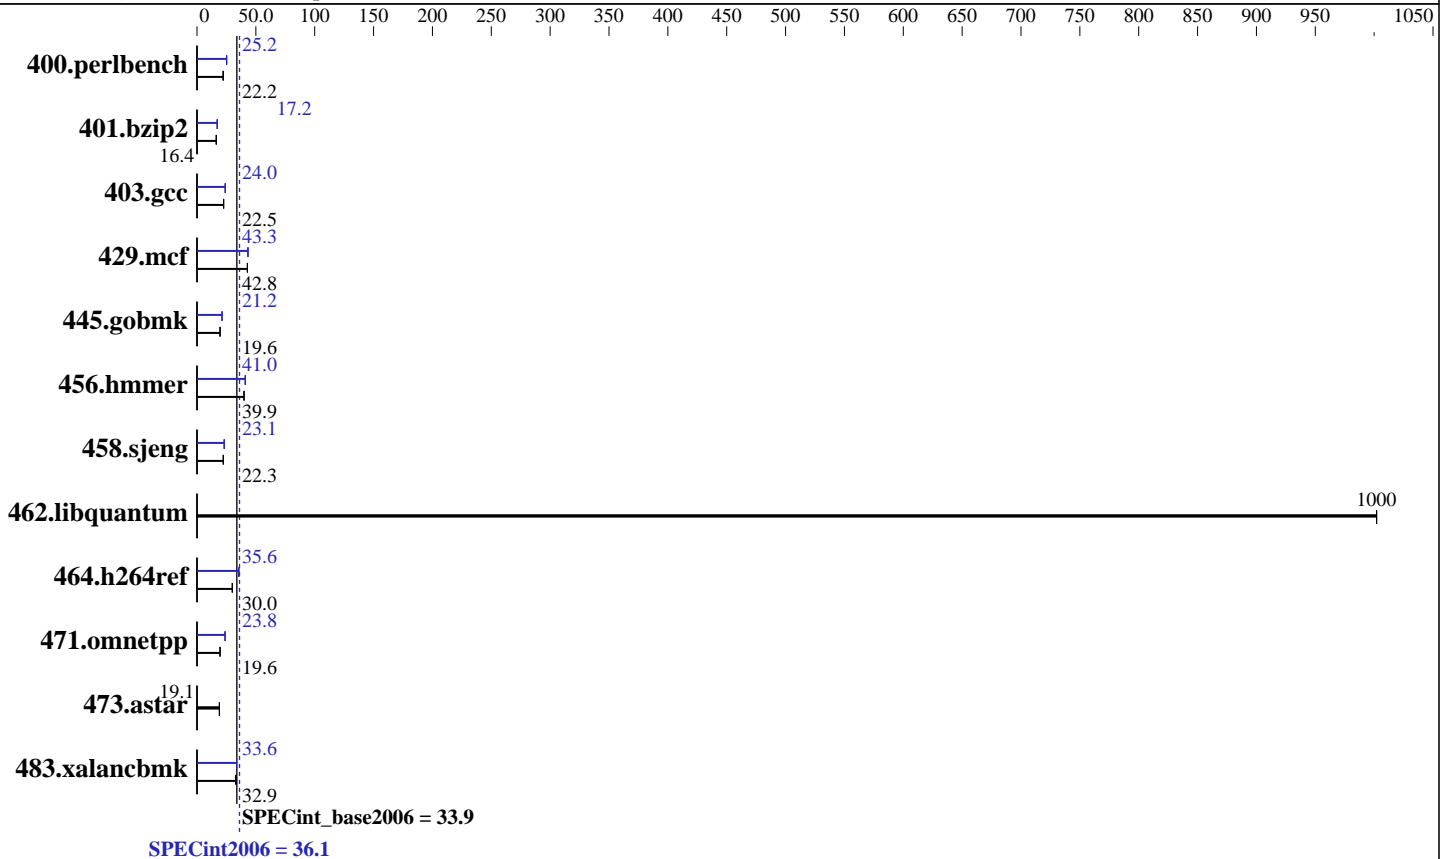 0 50.0 100 150 200 250 300 350 400 450 500 550 600 650 700 750 800 850 900 950 1050
25.2
400.perlbench
22.2
17.2
401.bzip2
16.4
24.0
403.gcc
22.5
43.3
429.mcf
42.8
21.2
445.gobmk
19.6
41.0
456.hmmer
39.9
23.1
458.sjeng
22.3
1000
462.libquantum
35.6
464.h264ref
30.0
23.8
471.omnetpp
19.6
19.1
473.astar
33.6
483.xalancbmk
32.9
SPECint_base2006 = 33.9
SPECint2006 = 36.1